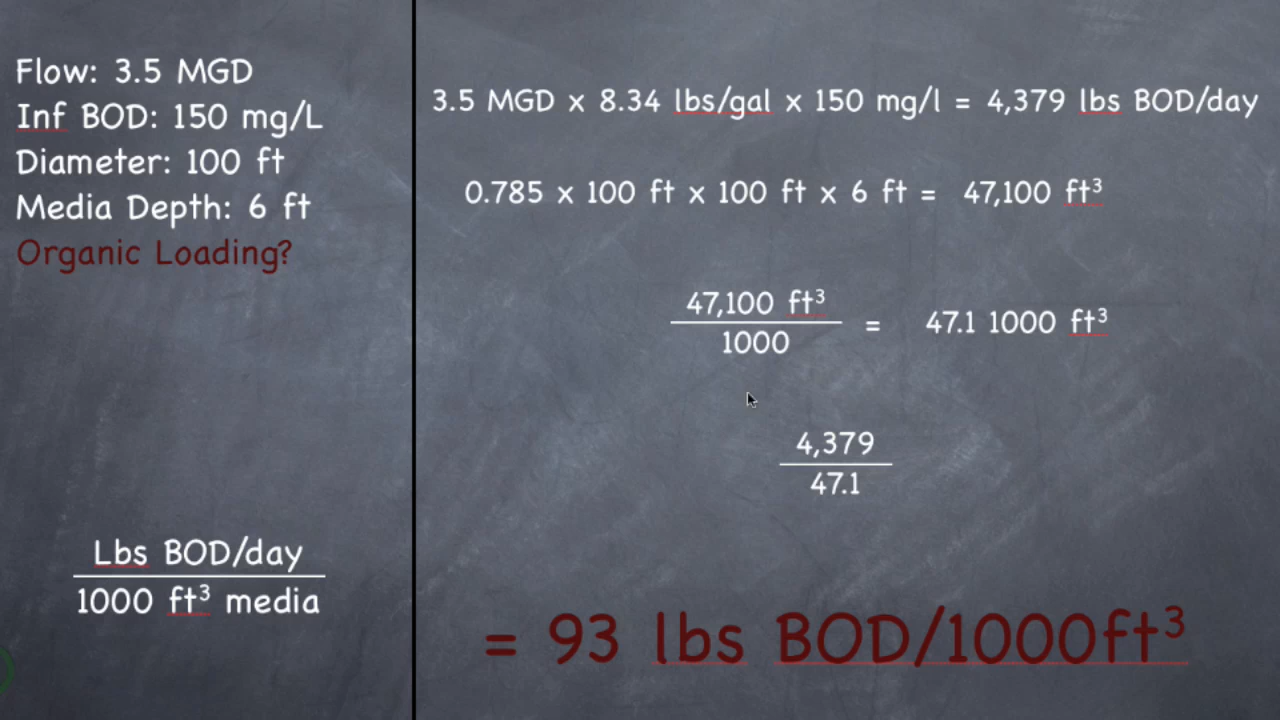 Flow: 3.5 MGD
Inf BOD: 150 mg/L
Diameter: 100 ft
Media Depth: 6 ft
Organic Loading?
Lbs BOD/day
1000 ft³ media
3.5 MGD x 8.34 lbs/gal x 150 mg/l = 4,379 lbs BOD/day
0.785 x 100 ft x 100 ft x 6 ft = 47,100 ft³
47,100 ft³
1000
= 47.1 1000 ft³
4,379
47.1
= 93 lbs BOD/1000ft³